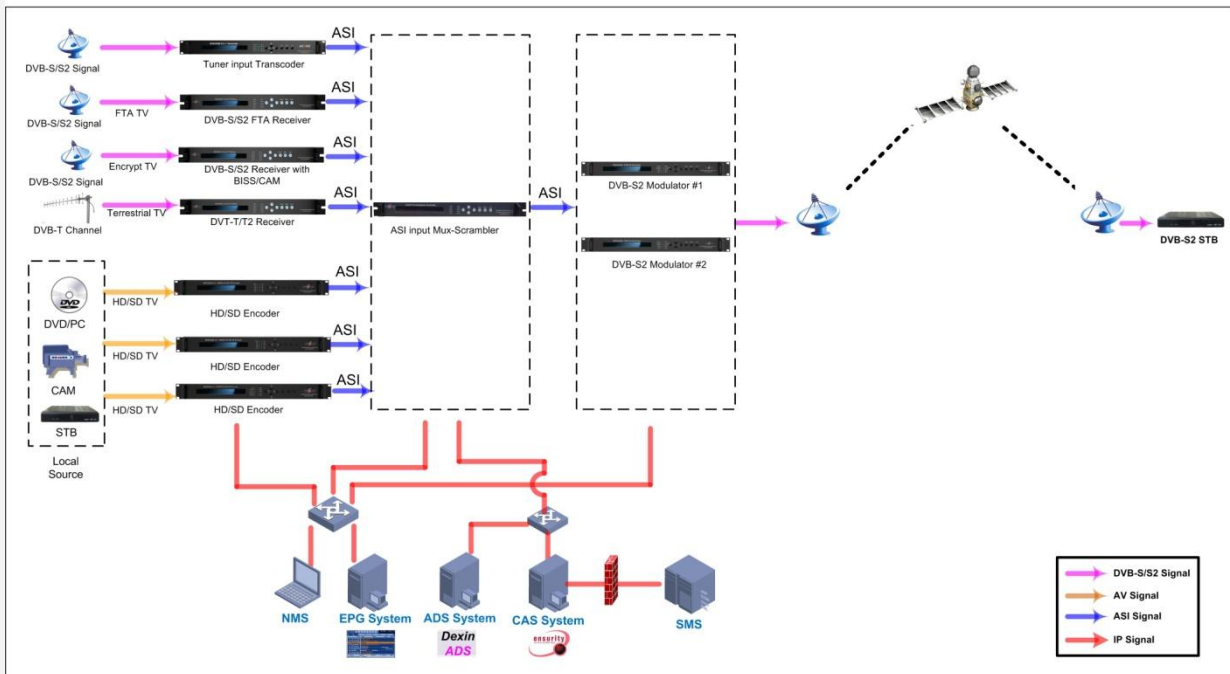 ASI
DVB-S/S2 Signal
Tuner input Transcoder
ASI
DVB-S/S2 Signal
FTA TV
DVB-S/S2 FTA Receiver
ASI
DVB-S/S2 Signal
Encrypt TV
DVB-S/S2 Receiver with
BISS/CAM
DVB-S2 Modulator #1
ASI
ASI
DVB-T Channel
Terrestrial TV
DVT-T/T2 Receiver
ASI input Mux-Scrambler
DVB-S2 STB
DVB-S2 Modulator #2
ASI
DVD
DVD/PC
HD/SD TV
HD/SD Encoder
ASI
CAM
HD/SD TV
HD/SD Encoder
ASI
STB
HD/SD TV
HD/SD Encoder
Local
Source
NMS
EPG System
ADS System
CAS System
SMS
Dexin
ADS
ensurity
DVB-S/S2 Signal
AV Signal
ASI Signal
IP Signal